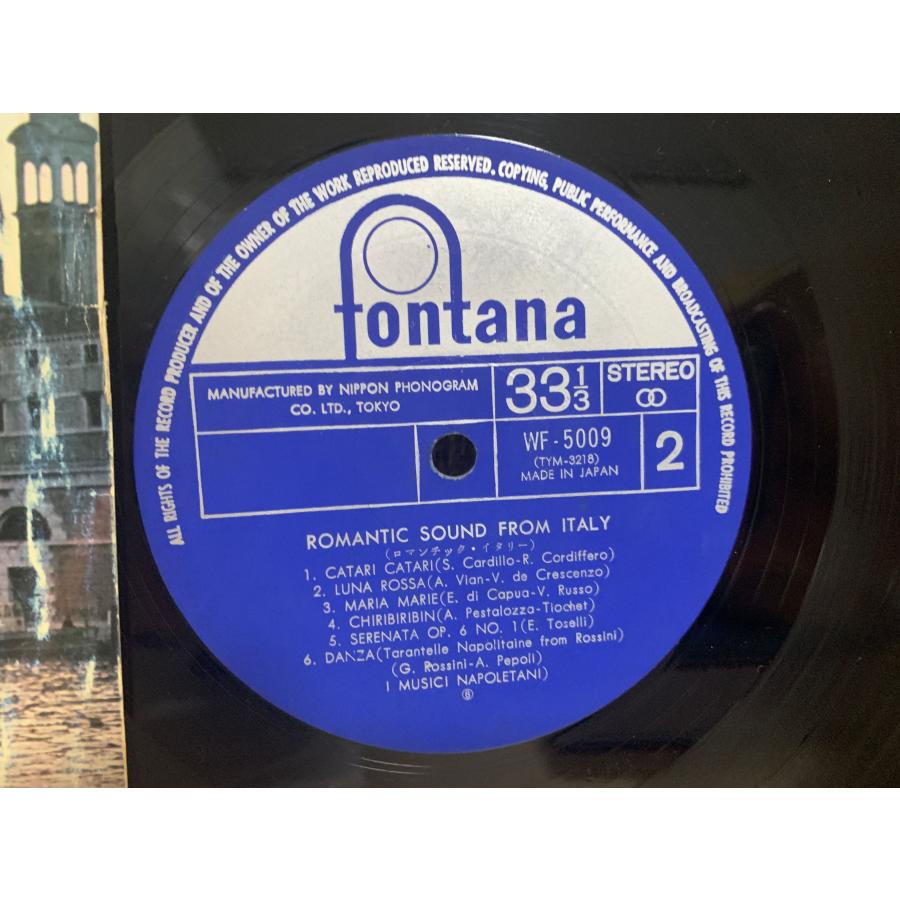 ALL RIGHTS OF THE RECORD PRODUCER AND OF THE OWNER OF THE WORK REPRODUCED RESERVED. COPYING, PUBLIC PERFORMANCE AND BROADCASTING OF THIS RECORD PROHIBITED
fontana
MANUFACTURED BY NIPPON PHONOGRAM
CO. LTD., TOKYO
33 1/3
STEREO
WF-5009
(TYM-3218)
MADE IN JAPAN
2
ROMANTIC SOUND FROM ITALY
(ロマンチック・イタリー)
1. CATARI CATARI(S. Cardillo-R. Cordiffero)
2. LUNA ROSSA(A. Vian-V. de Crescenzo)
3. MARIA MARIE(E. di Capua-V. Russo)
4. CHIRIBIRIBIN(A. Pestalozza-Tiochet)
5. SERENATA OP. 6 NO. 1(E. Toselli)
6. DANZA(Tarantelle Napolitaine from Rossini)
(G. Rossini-A. Pepoli)
I MUSICI NAPOLETANI)